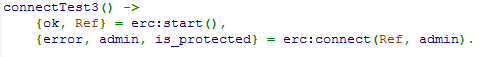 connectTest3() ->
    {ok, Ref} = erc:start(),
    {error, admin, is_protected} = erc:connect(Ref, admin).